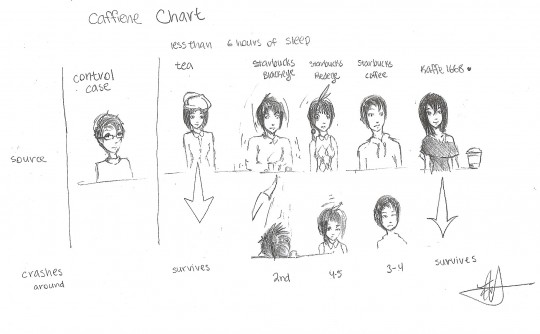 Caffiene Chart
less than 6 hours of sleep
control
case
tea
Starbucks
Blackeye
Starbucks
Starbucks
coffee
Kaffe 1668
source
crashes
around
survives
2nd
4-5
3-4
survives